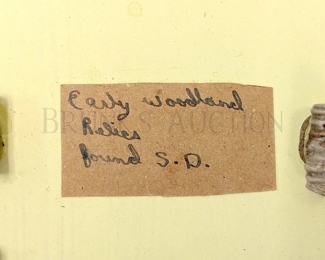 Early woodland
Relics
found S.D.